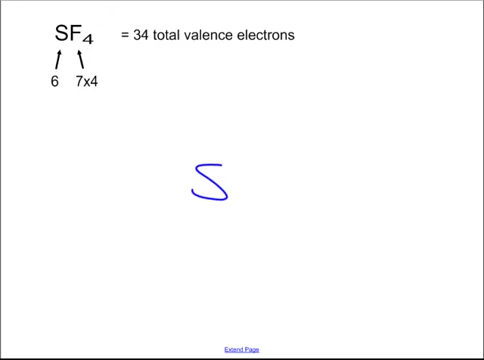 SF₄ = 34 total valence electrons
6 7x4
S
Extend Page